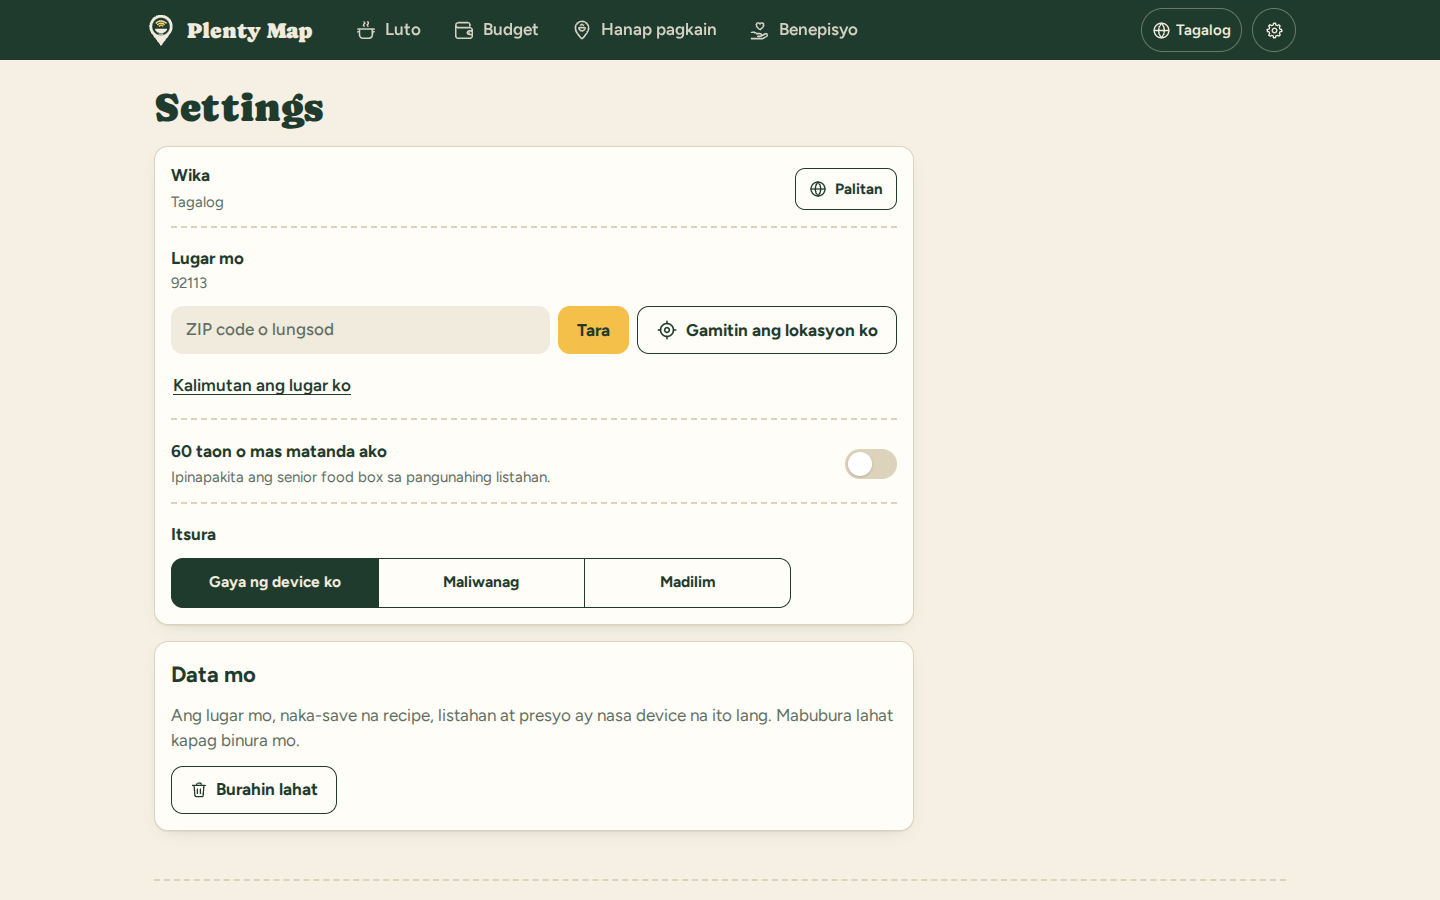 Plenty Map
Luto
Budget
Hanap pagkain
Benepisyo
Tagalog
Settings
Wika
Tagalog
Palitan
Lugar mo
92113
ZIP code o lungsod
Tara
Gamitin ang lokasyon ko
Kalimutan ang lugar ko
60 taon o mas matanda ako
Ipinapakita ang senior food box sa pangunahing listahan.
Itsura
Gaya ng device ko
Maliwanag
Madilim
Data mo
Ang lugar mo, naka-save na recipe, listahan at presyo ay nasa device na ito lang. Mabubura lahat
kapag binura mo.
Burahin lahat